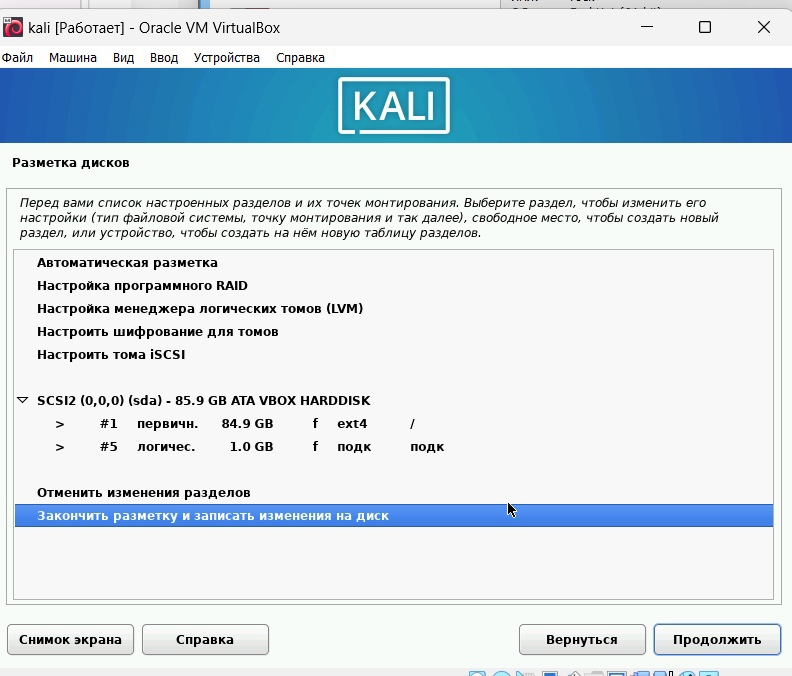 kali [Работает] - Oracle VM VirtualBox
Файл Машина Вид Ввод Устройства Справка
KALI
Разметка дисков
Перед вами список настроенных разделов и их точек монтирования. Выберите раздел, чтобы изменить его
настройки (тип файловой системы, точку монтирования и так далее), свободное место, чтобы создать новый
раздел, или устройство, чтобы создать на нём новую таблицу разделов.
Автоматическая разметка
Настройка программного RAID
Настройка менеджера логических томов (LVM)
Настроить шифрование для томов
Настроить тома iSCSI
SCSI2 (0,0,0) (sda) - 85.9 GB ATA VBOX HARDDISK
> #1 первичн. 84.9 GB f ext4 /
> #5 логичес. 1.0 GB f подк подк
Отменить изменения разделов
Закончить разметку и записать изменения на диск
Снимок экрана Справка Вернуться Продолжить